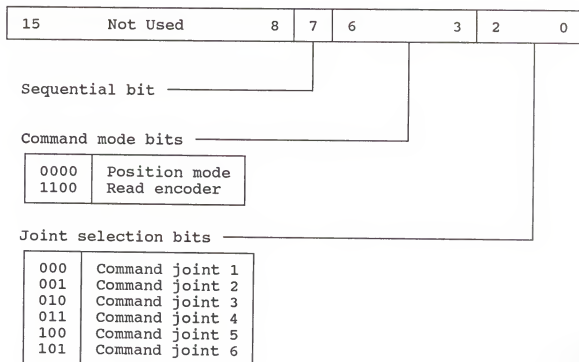 15 Not Used 8 7 6 3 2 0
Sequential bit
Command mode bits
0000 Position mode
1100 Read encoder
Joint selection bits
000 Command joint 1
001 Command joint 2
010 Command joint 3
011 Command joint 4
100 Command joint 5
101 Command joint 6